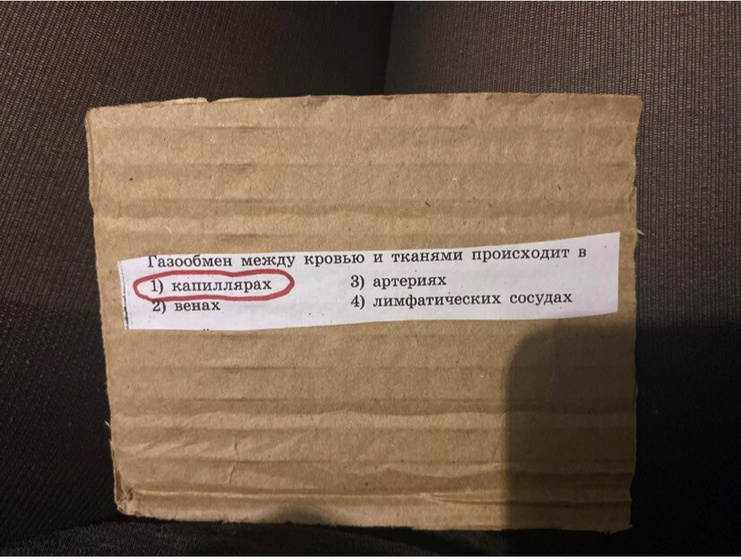 Газообмен между кровью и тканями происходит в
1) капиллярах 3) артериях
2) венах 4) лимфатических сосудах